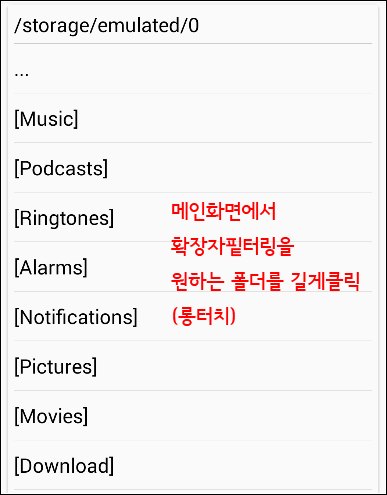 /storage/emulated/0
...
[Music]
[Podcasts]
[Ringtones]
[Alarms]
[Notifications]
[Pictures]
[Movies]
[Download]
메인화면에서
확장자필터링을
원하는 폴더를 길게클릭
(롱터치)